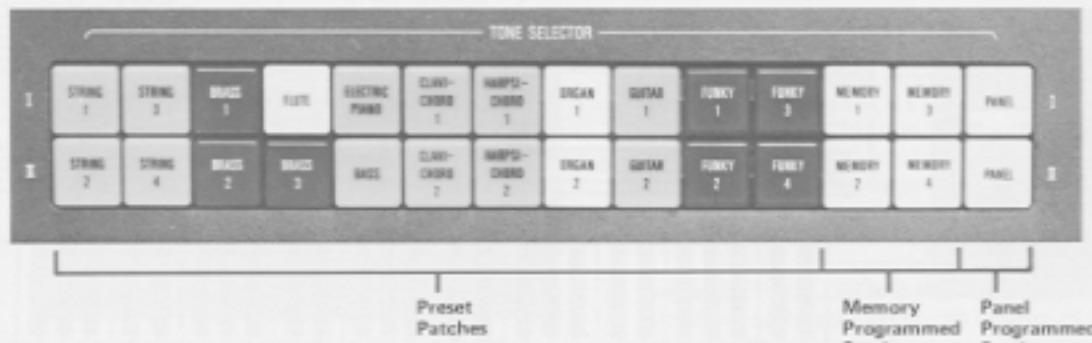 TONE SELECTOR
I STRING 1 STRING 3 BRASS 1 FLUTE ELECTRIC PIANO CLAVI-CHORD 1 HARPSI-CHORD 1 ORGAN 1 GUITAR 1 FUNKY 1 FUNKY 3 MEMORY 1 MEMORY 3 PANEL I
II STRING 2 STRING 4 BRASS 2 BRASS 3 BASS CLAVI-CHORD 2 HARPSI-CHORD 2 ORGAN 2 GUITAR 2 FUNKY 2 FUNKY 4 MEMORY 2 MEMORY 4 PANEL II
Preset Memory Panel
Patches Programmed Programmed